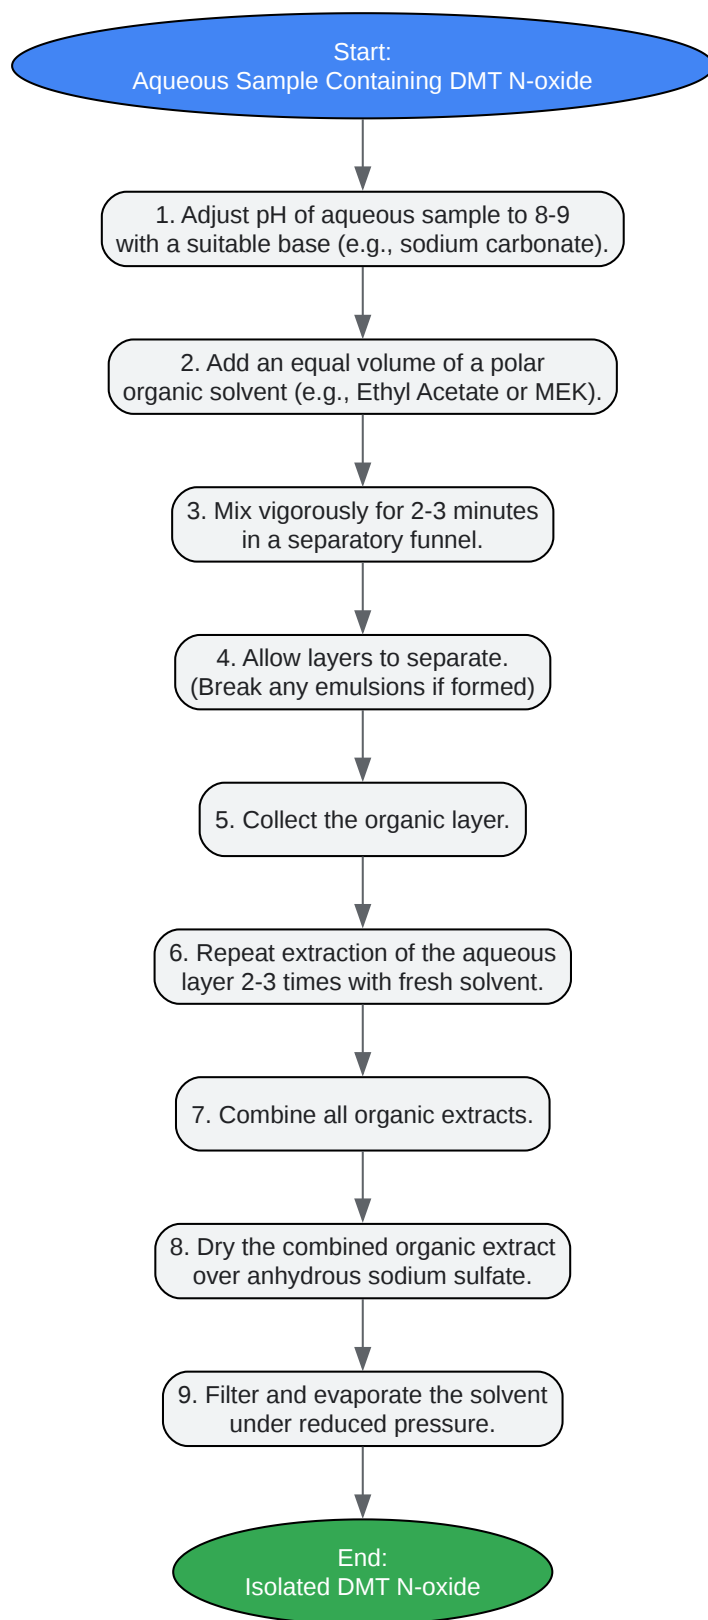 Start:
Aqueous Sample Containing DMT N-oxide
1. Adjust pH of aqueous sample to 8-9
with a suitable base (e.g., sodium carbonate).
2. Add an equal volume of a polar
organic solvent (e.g., Ethyl Acetate or MEK).
3. Mix vigorously for 2-3 minutes
in a separatory funnel.
4. Allow layers to separate.
(Break any emulsions if formed)
5. Collect the organic layer.
6. Repeat extraction of the aqueous
layer 2-3 times with fresh solvent.
7. Combine all organic extracts.
8. Dry the combined organic extract
over anhydrous sodium sulfate.
9. Filter and evaporate the solvent
under reduced pressure.
End:
Isolated DMT N-oxide